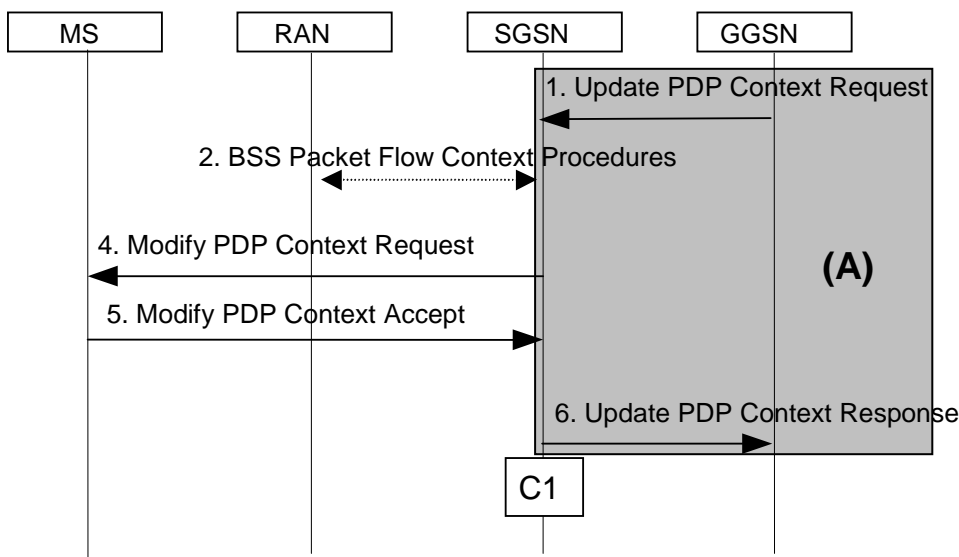 MS
RAN
SGSN
GGSN
1. Update PDP Context Request
2. BSS Packet Flow Context Procedures
4. Modify PDP Context Request
(A)
5. Modify PDP Context Accept
6. Update PDP Context Response
C1